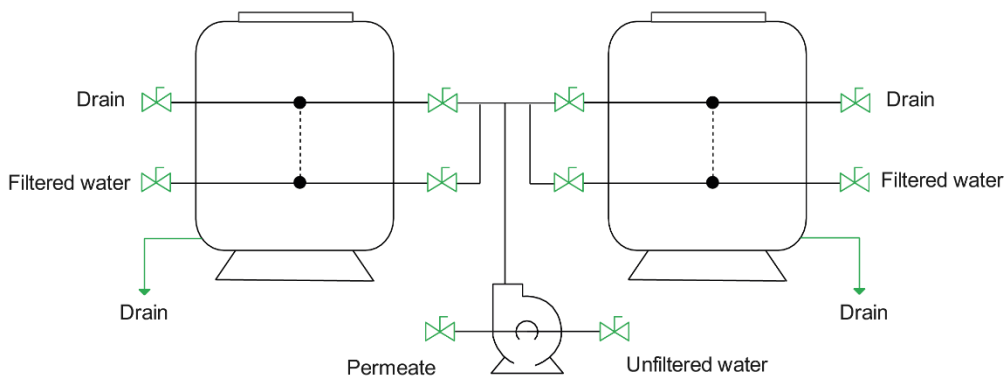 Drain
Drain
Filtered water
Filtered water
Drain
Drain
Permeate
Unfiltered water